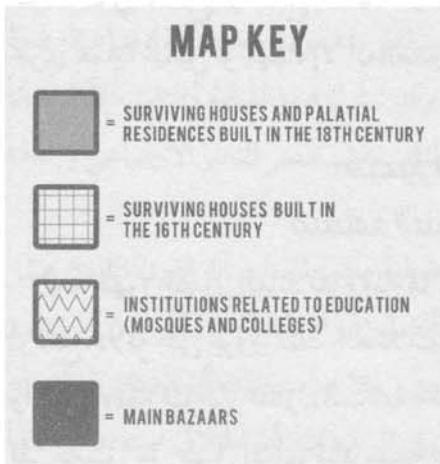 MAP KEY
= SURVIVING HOUSES AND PALATIAL
RESIDENCES BUILT IN THE 18TH CENTURY
= SURVIVING HOUSES BUILT IN
THE 16TH CENTURY
= INSTITUTIONS RELATED TO EDUCATION
(MOSQUES AND COLLEGES)
= MAIN BAZAARS